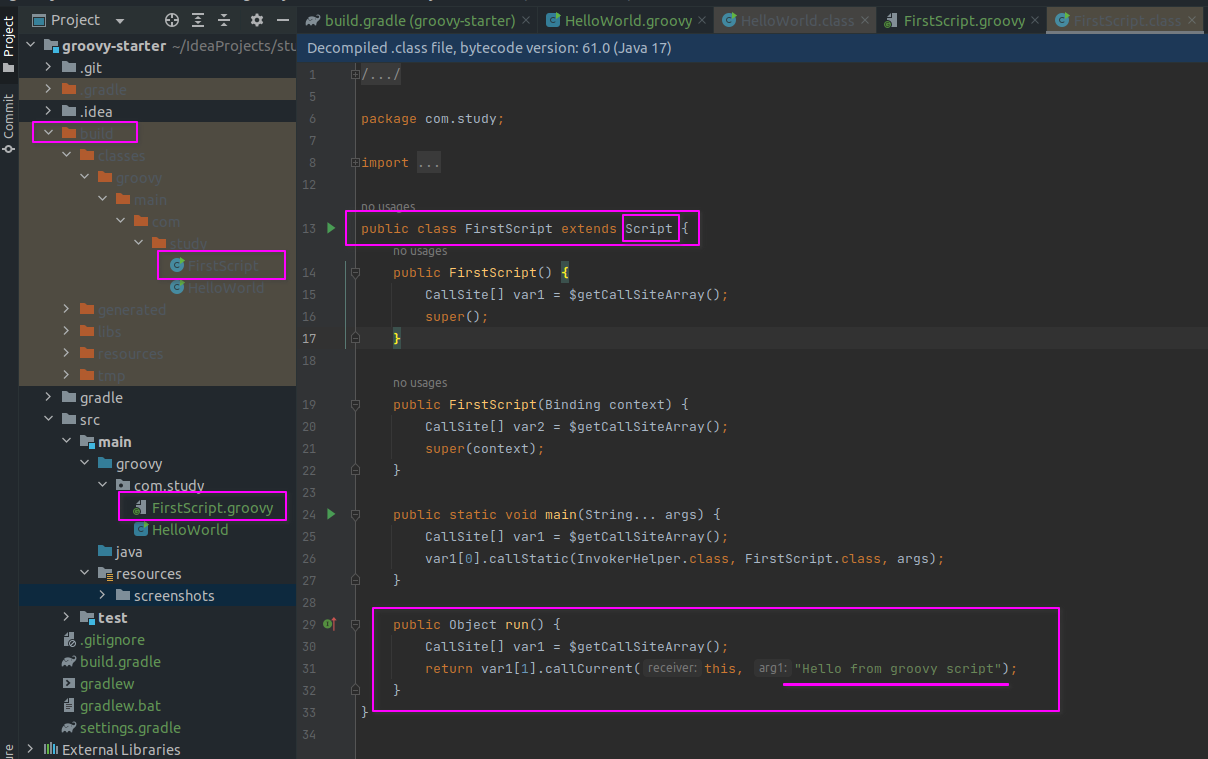 Project
build.gradle (groovy-starter)
HelloWorld.groovy
HelloWorld.class
FirstScript.groovy
FirstScript.class
Project
Commit
groovy-starter ~/IdeaProjects/stu
.git
.gradle
.idea
build
classes
groovy
main
com
study
FirstScript
HelloWorld
generated
libs
resources
tmp
gradle
src
main
groovy
com.study
FirstScript.groovy
HelloWorld
java
resources
screenshots
test
.gitignore
build.gradle
gradlew
gradlew.bat
settings.gradle
External Libraries
Decompiled .class file, bytecode version: 61.0 (Java 17)
1 /.../
5
6 package com.study;
7
8 import ...
12
no usages
13 public class FirstScript extends Script {
no usages
14 public FirstScript() {
15 CallSite[] var1 = $getCallSiteArray();
16 super();
17 }
18
no usages
19 public FirstScript(Binding context) {
20 CallSite[] var2 = $getCallSiteArray();
21 super(context);
22 }
23
24 public static void main(String... args) {
25 CallSite[] var1 = $getCallSiteArray();
26 var1[0].callStatic(InvokerHelper.class, FirstScript.class, args);
27 }
28
29 public Object run() {
30 CallSite[] var1 = $getCallSiteArray();
31 return var1[1].callCurrent( receiver: this, arg1: "Hello from groovy script");
32 }
33 }
34